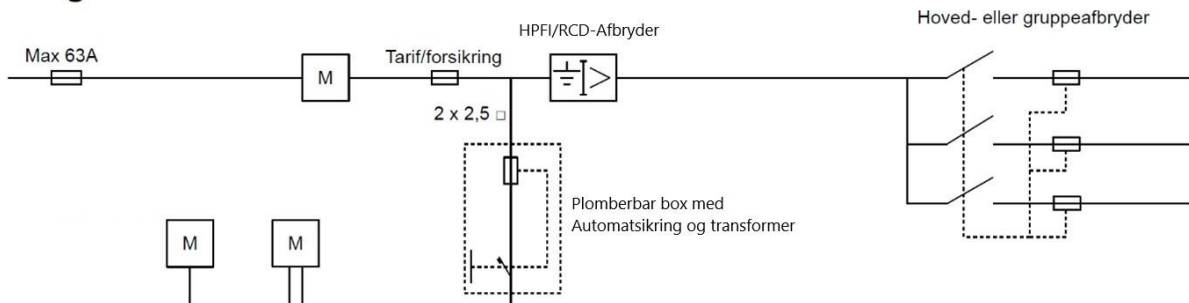 Hoved- eller gruppeafbryder
HPFI/RCD-Afbryder
Max 63A
Tarif/forsikring
M
2 x 2,5 □
Plomberbar box med
Automatsikring og transformer
M
M